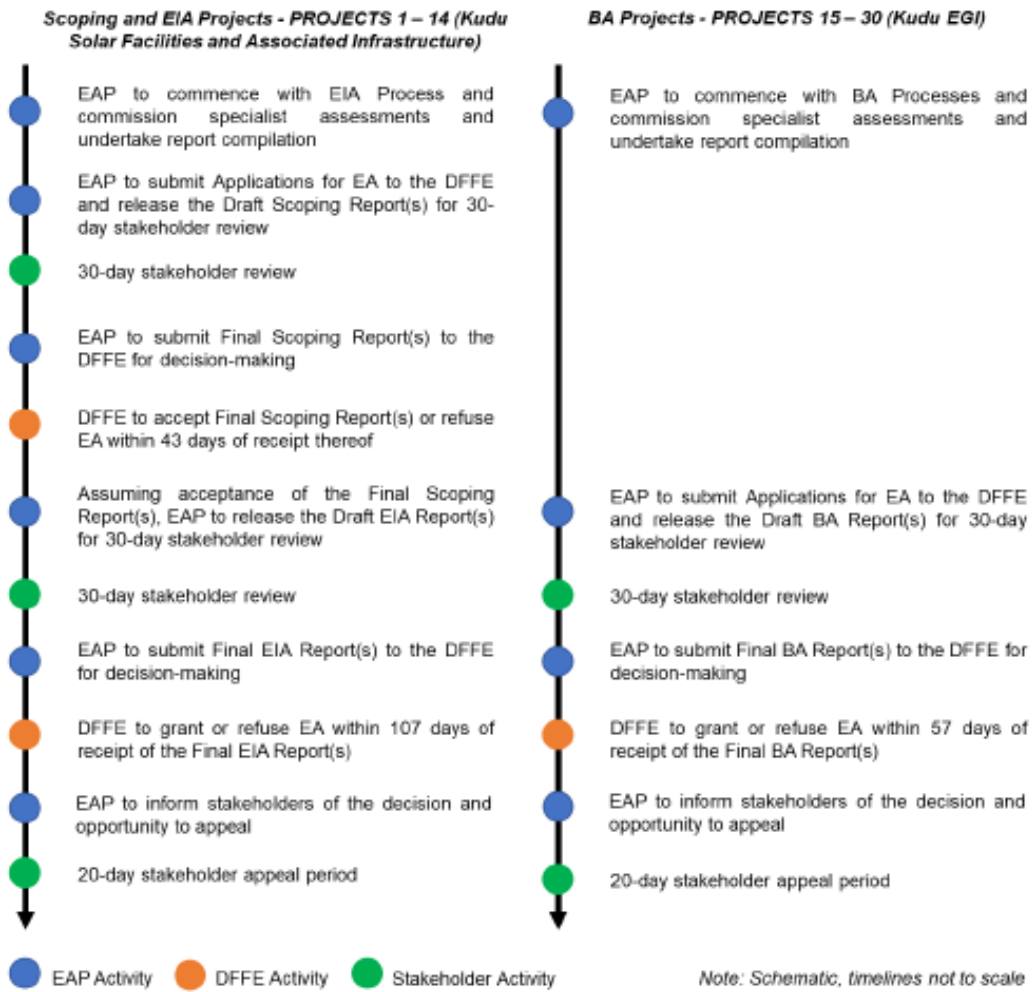 Scoping and EIA Projects - PROJECTS 1 – 14 (Kudu
Solar Facilities and Associated Infrastructure)
EAP to commence with EIA Process and
commission specialist assessments and
undertake report compilation
EAP to submit Applications for EA to the DFFE
and release the Draft Scoping Report(s) for 30-
day stakeholder review
30-day stakeholder review
EAP to submit Final Scoping Report(s) to the
DFFE for decision-making
DFFE to accept Final Scoping Report(s) or refuse
EA within 43 days of receipt thereof
Assuming acceptance of the Final Scoping
Report(s), EAP to release the Draft EIA Report(s)
for 30-day stakeholder review
30-day stakeholder review
EAP to submit Final EIA Report(s) to the DFFE
for decision-making
DFFE to grant or refuse EA within 107 days of
receipt of the Final EIA Report(s)
EAP to inform stakeholders of the decision and
opportunity to appeal
20-day stakeholder appeal period
BA Projects - PROJECTS 15 – 30 (Kudu EGI)
EAP to commence with BA Processes and
commission specialist assessments and
undertake report compilation
EAP to submit Applications for EA to the DFFE
and release the Draft BA Report(s) for 30-day
stakeholder review
30-day stakeholder review
EAP to submit Final BA Report(s) to the DFFE for
decision-making
DFFE to grant or refuse EA within 57 days of
receipt of the Final BA Report(s)
EAP to inform stakeholders of the decision and
opportunity to appeal
20-day stakeholder appeal period
EAP Activity
DFFE Activity
Stakeholder Activity
Note: Schematic, timelines not to scale